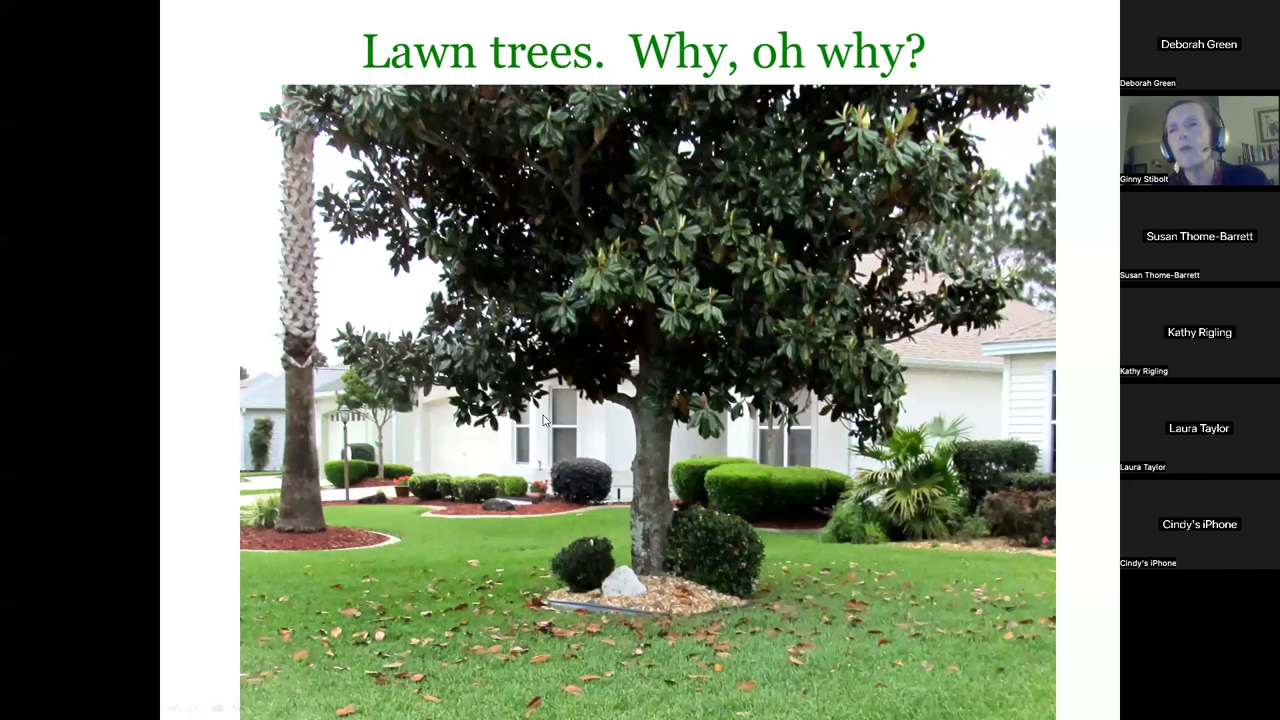 Lawn trees.  Why, oh why?
Deborah Green
Deborah Green
Ginny Stibolt
Susan Thome-Barrett
Susan Thome-Barrett
Kathy Rigling
Kathy Rigling
Laura Taylor
Laura Taylor
Cindy's iPhone
Cindy's iPhone